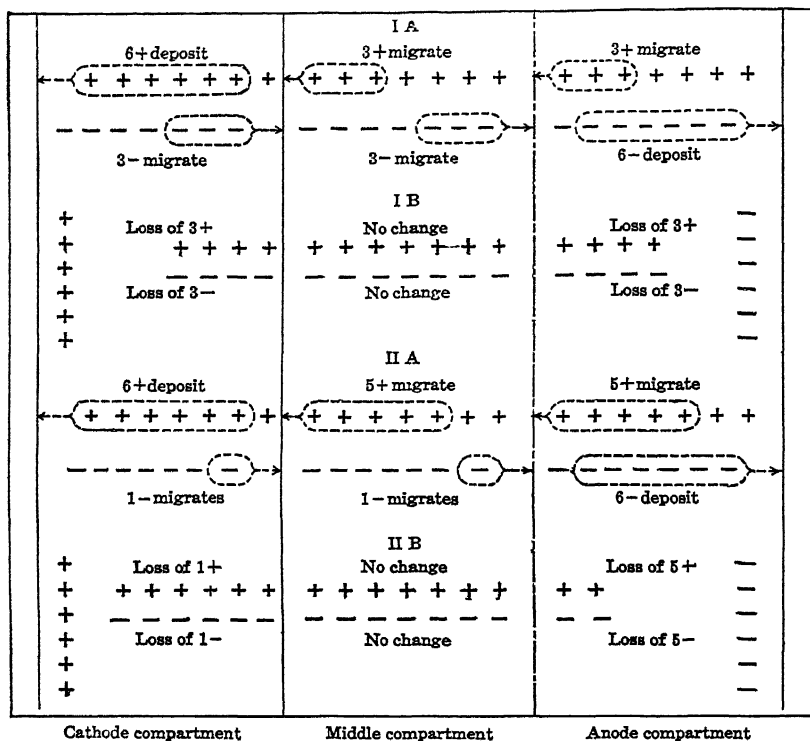 I A
6+deposit 3+migrate 3+migrate
+ + + + + + + + + + + + + + + + + + + + +
— — — — — — — — — — — — — — — — — — — — —
3—migrate 3—migrate 6—deposit
I B
Loss of 3+ No change Loss of 3+
+ + + + + + + + + + + + + + +
— — — — — — — — — — — — — — —
Loss of 3— No change Loss of 3—
II A
6+deposit 5+migrate 5+migrate
+ + + + + + + + + + + + + + + + + + + + +
— — — — — — — — — — — — — — — — — — — — —
1—migrates 1—migrates 6—deposit
II B
Loss of 1+ No change Loss of 5+
+ + + + + + + + + + + + + + +
— — — — — — — — — — — — — — —
Loss of 1— No change Loss of 5—
Cathode compartment Middle compartment Anode compartment